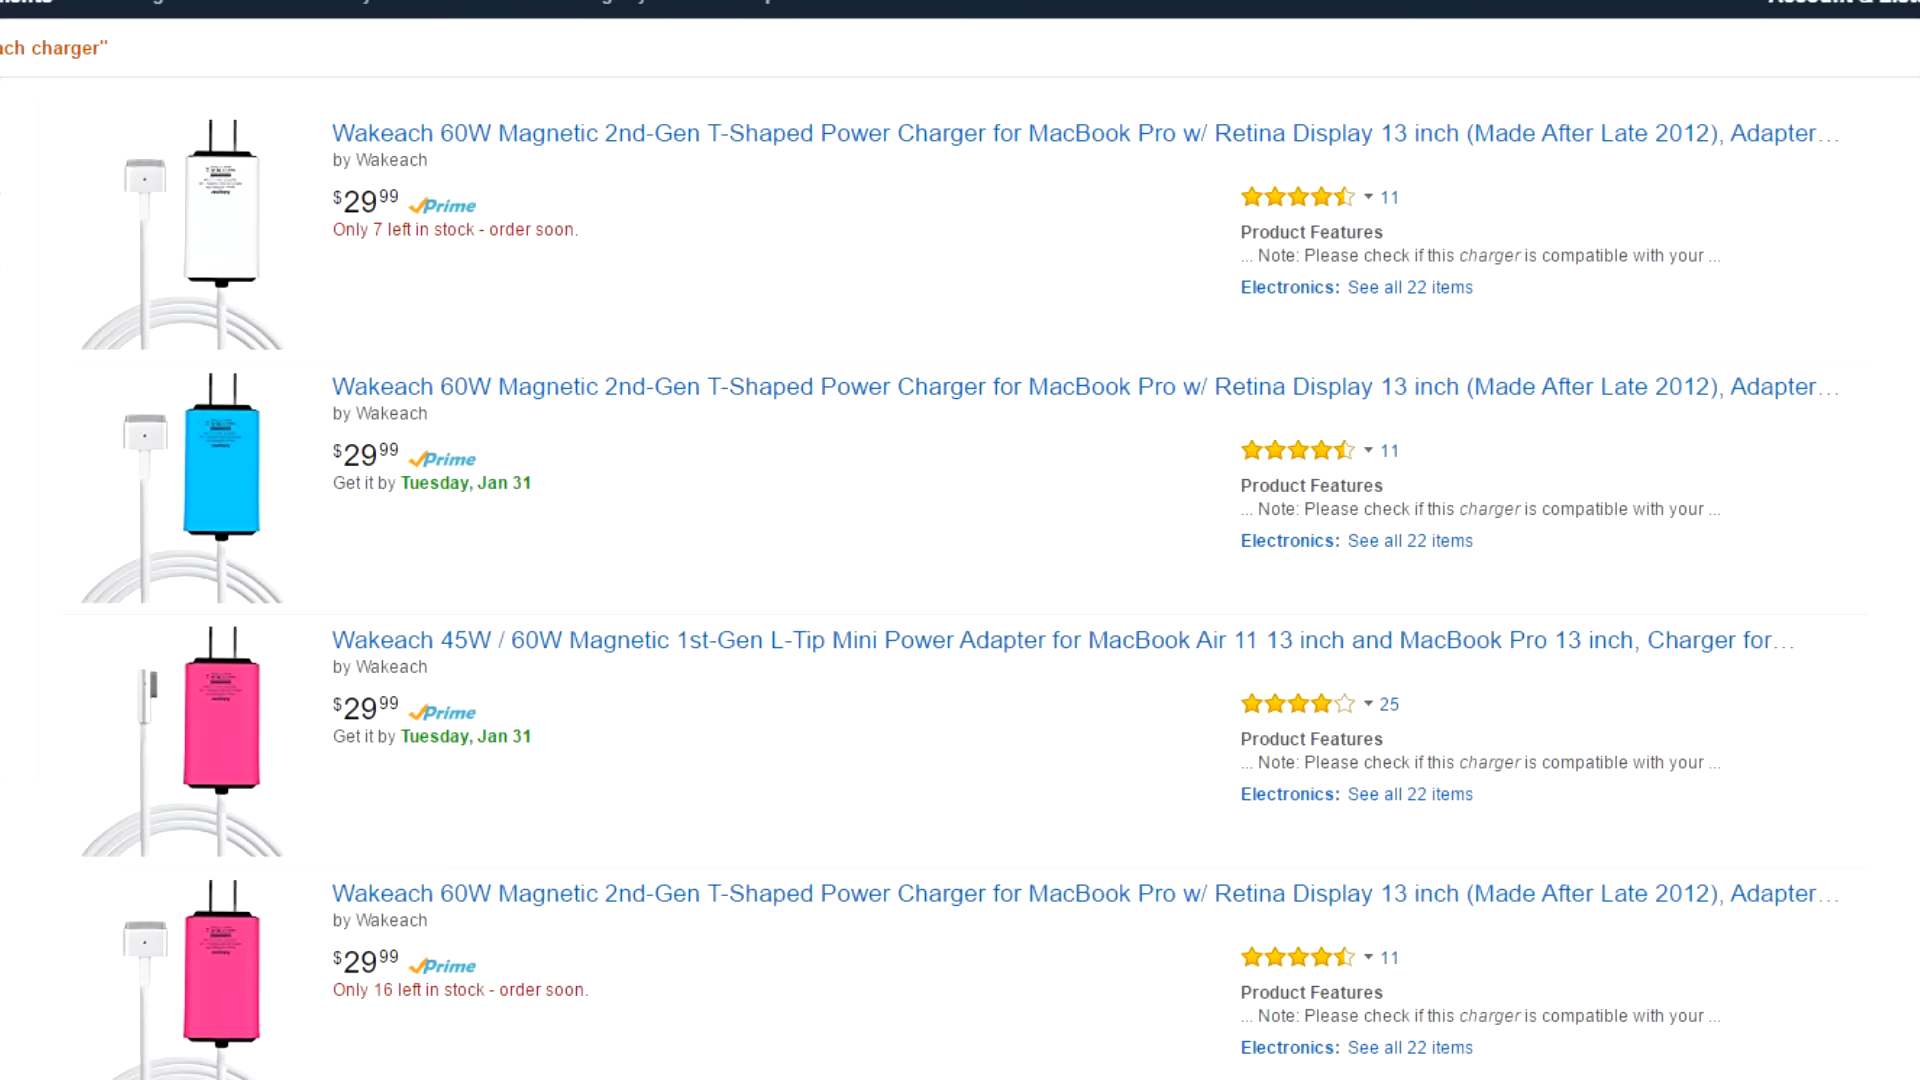 ach charger"
Wakeach 60W Magnetic 2nd-Gen T-Shaped Power Charger for MacBook Pro w/ Retina Display 13 inch (Made After Late 2012), Adapter...
by Wakeach
$29 99 Prime
11
Only 7 left in stock - order soon.
Product Features
... Note: Please check if this charger is compatible with your ...
Electronics: See all 22 items
Wakeach 60W Magnetic 2nd-Gen T-Shaped Power Charger for MacBook Pro w/ Retina Display 13 inch (Made After Late 2012), Adapter...
by Wakeach
$29 99 Prime
11
Get it by Tuesday, Jan 31
Product Features
... Note: Please check if this charger is compatible with your ...
Electronics: See all 22 items
Wakeach 45W / 60W Magnetic 1st-Gen L-Tip Mini Power Adapter for MacBook Air 11 13 inch and MacBook Pro 13 inch, Charger for...
by Wakeach
$29 99 Prime
25
Get it by Tuesday, Jan 31
Product Features
... Note: Please check if this charger is compatible with your ...
Electronics: See all 22 items
Wakeach 60W Magnetic 2nd-Gen T-Shaped Power Charger for MacBook Pro w/ Retina Display 13 inch (Made After Late 2012), Adapter...
by Wakeach
$29 99 Prime
11
Only 16 left in stock - order soon.
Product Features
... Note: Please check if this charger is compatible with your ...
Electronics: See all 22 items